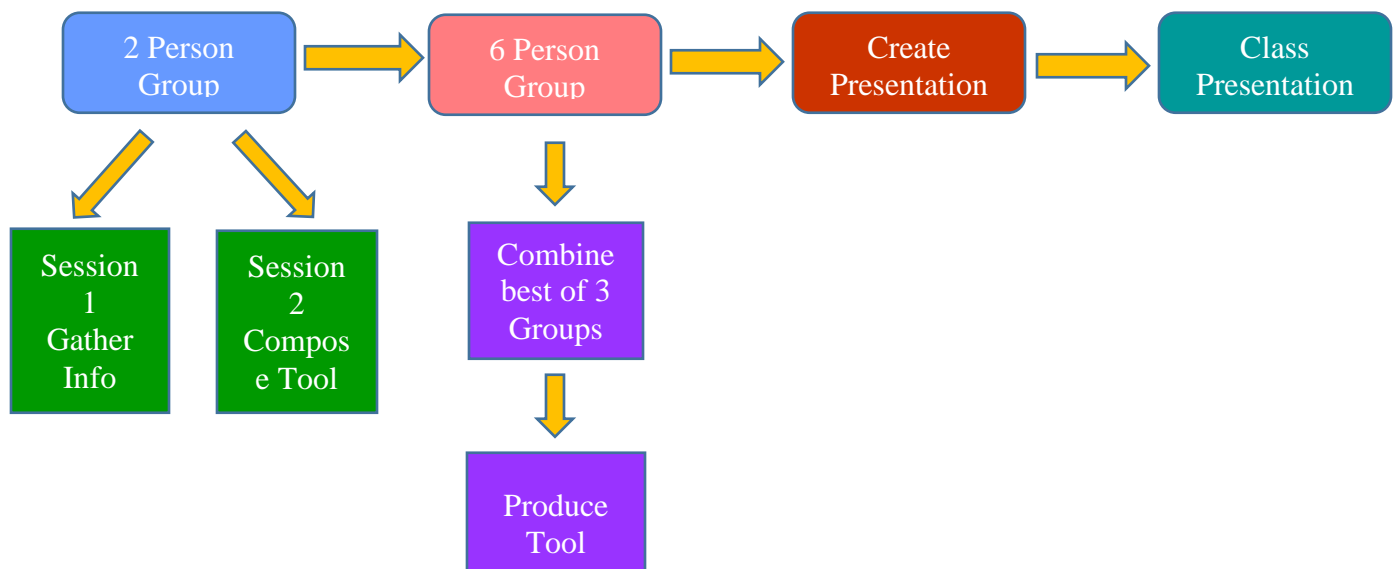 2 Person
Group
6 Person
Group
Create
Presentation
Class
Presentation
Session
1
Gather
Info
Session
2
Compos
e Tool
Combine
best of 3
Groups
Produce
Tool